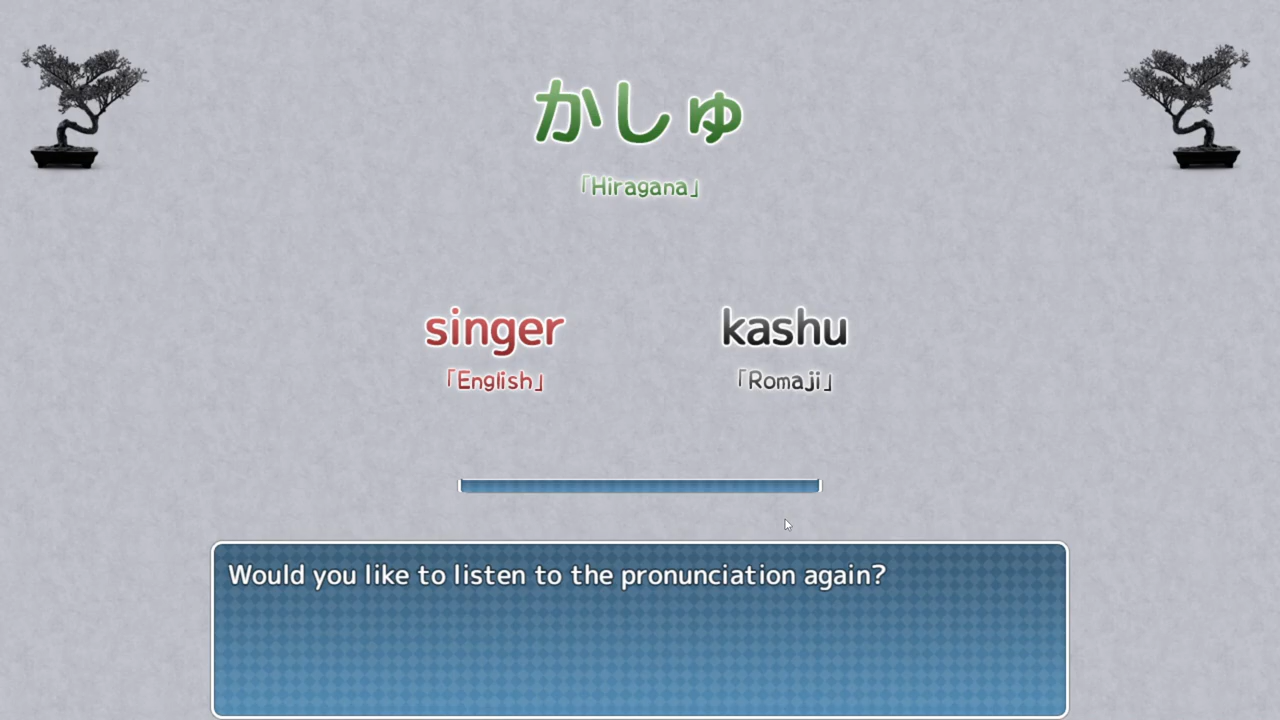 かしゅ
「Hiragana」
singer
「English」
kashu
「Romaji」
Would you like to listen to the pronunciation again?